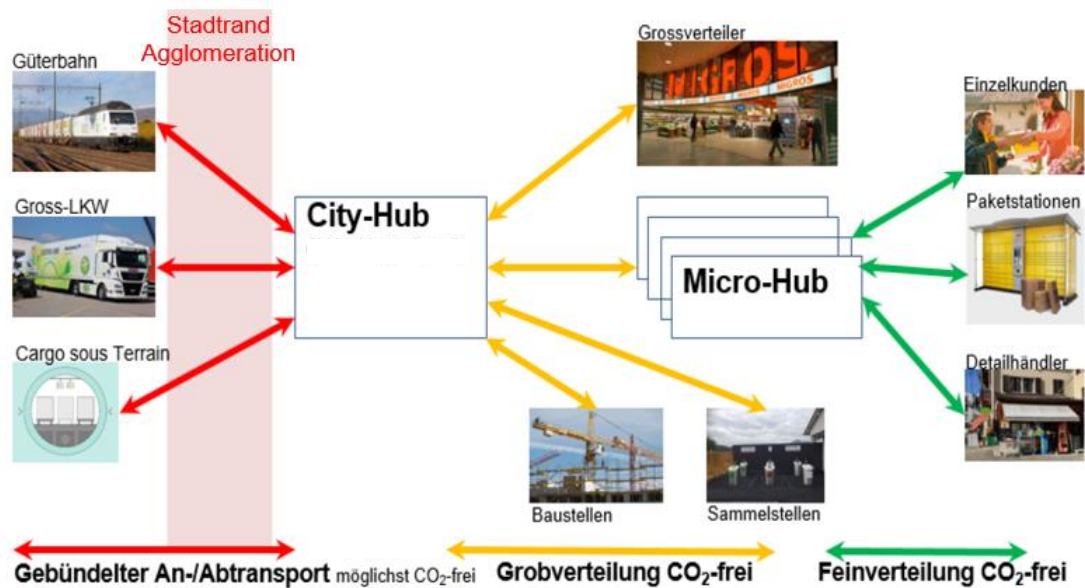 Stadtrand
Agglomeration
Güterbahn
Grossverteiler
MIGROS
MIGROS
Einzelkunden
Gross-LKW
City-Hub
Paketstationen
Micro-Hub
Cargo sous Terrain
Detailhändler
Baustellen
Sammelstellen
Gebündelter An-/Abtransport möglichst CO₂-frei
Grobverteilung CO₂-frei
Feinverteilung CO₂-frei